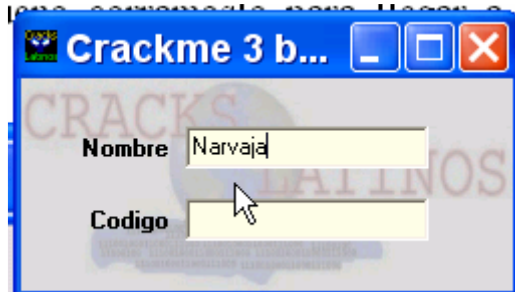 Crackme 3 b...
CRACKS
LATINOS
Nombre Narvaja
Codigo